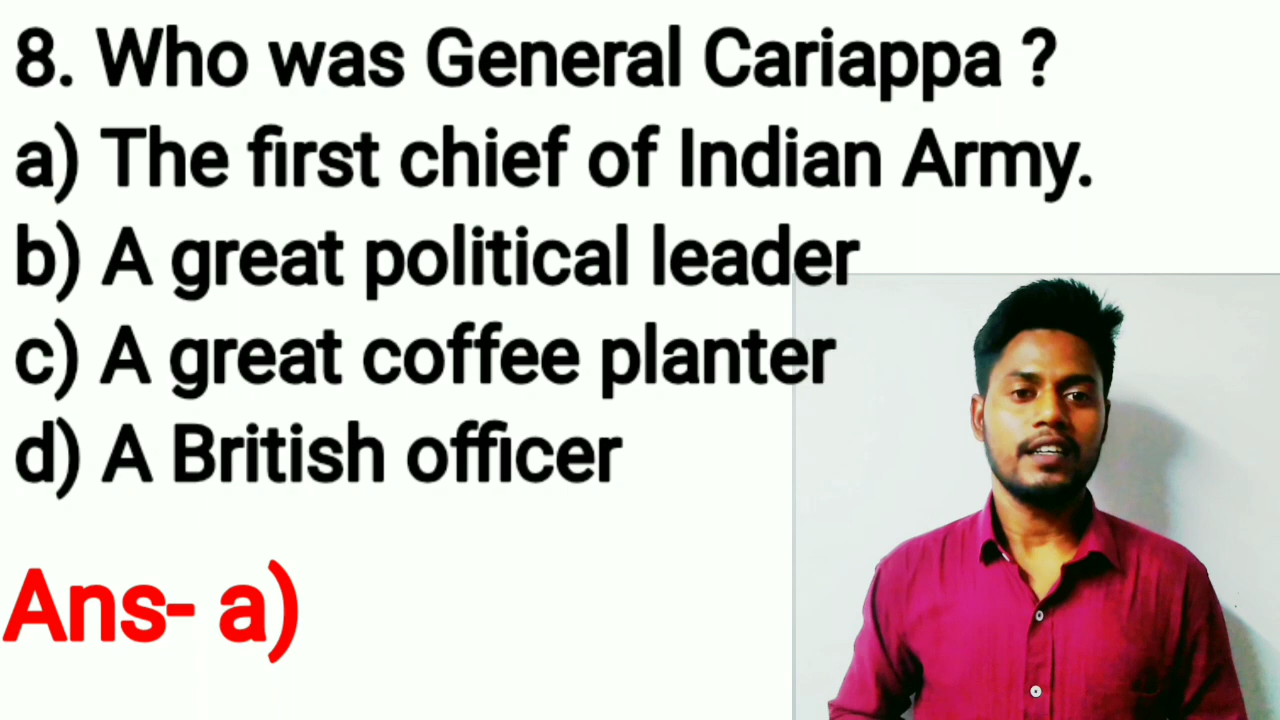 8. Who was General Cariappa ?
a) The first chief of Indian Army.
b) A great political leader
c) A great coffee planter
d) A British officer
Ans- a)